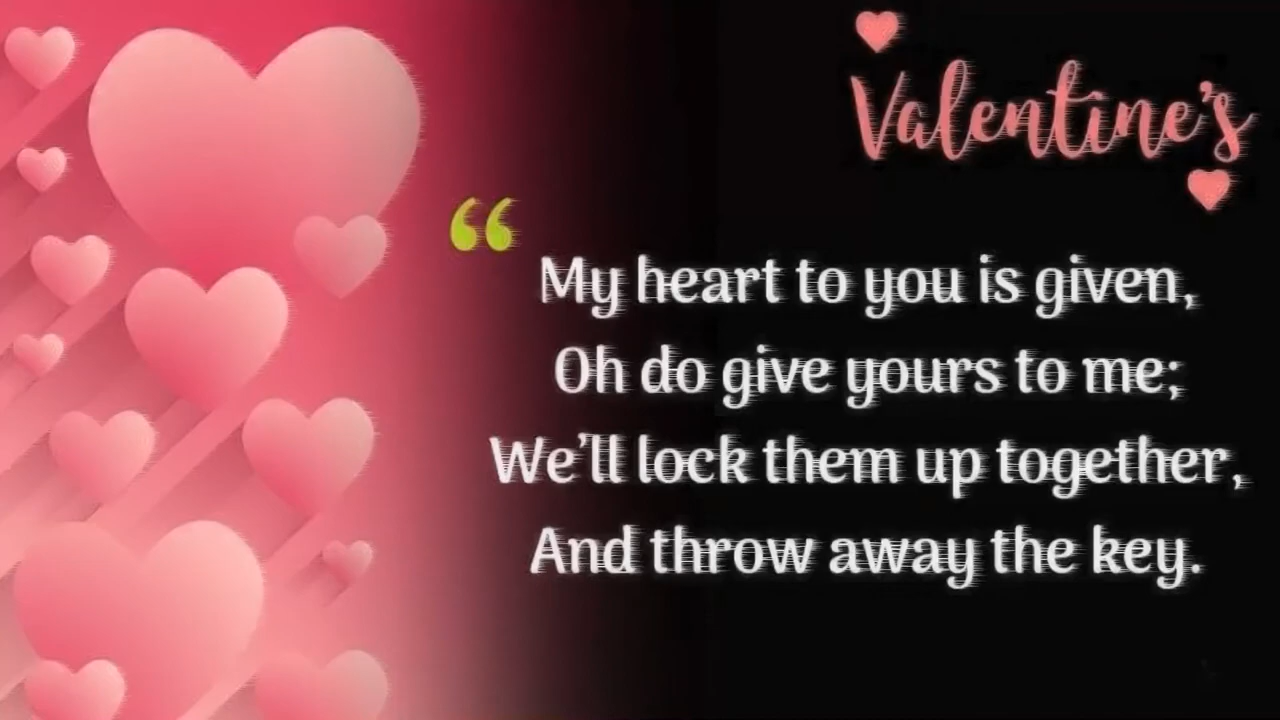 Valentine's
“
My heart to you is given,
Oh do give yours to me;
We'll lock them up together,
And throw away the key.